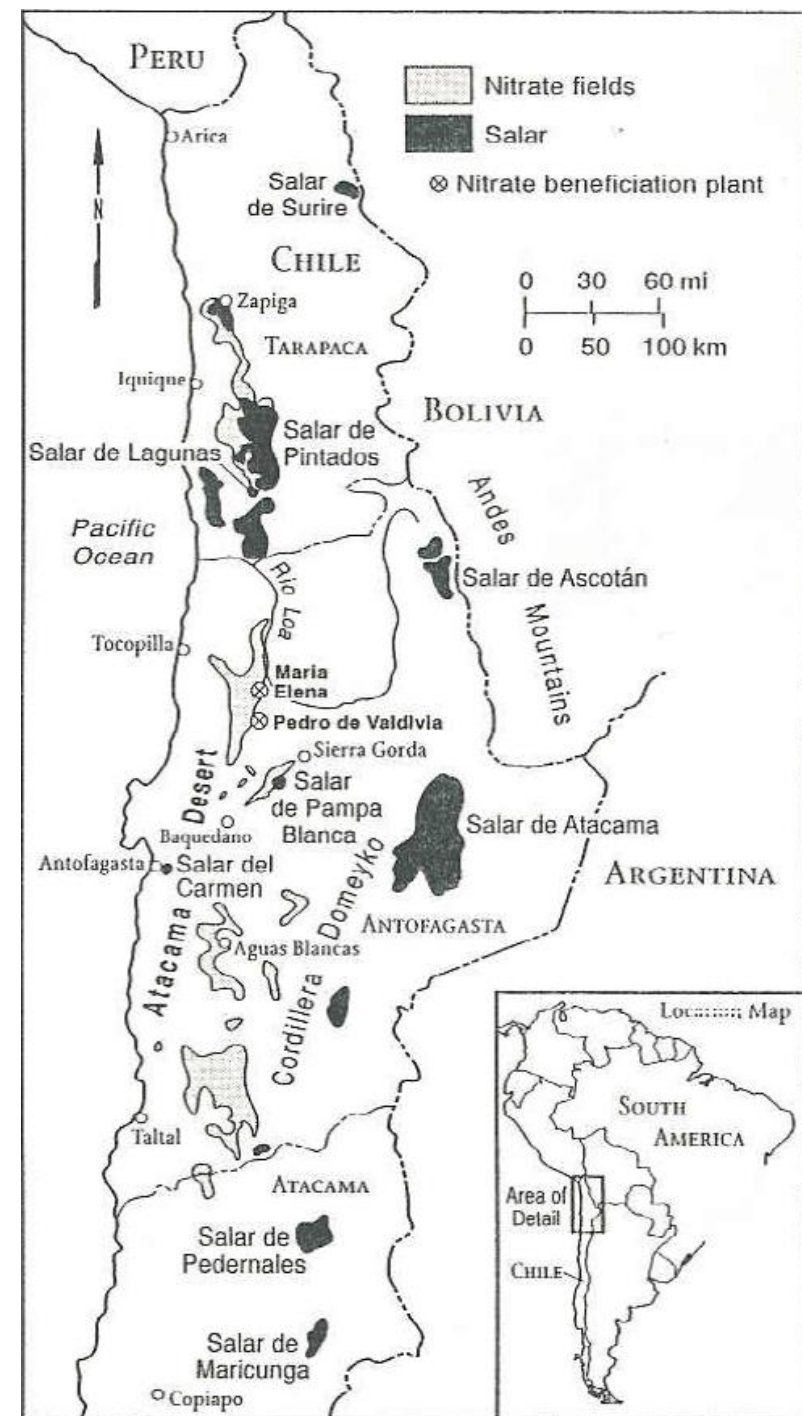 PERU
Nitrate fields
Salar
Nitrate beneficiation plant
Arica
N
Salar
de Surire
CHILE
0 30 60 mi
0 50 100 km
Zapiga
TARAPACA
Iquique
BOLIVIA
Salar de
Pintados
Salar de Lagunas
Pacific
Ocean
Andes
Mountains
Salar de Ascotán
Rio Loa
Tocopilla
Maria
Elena
Pedro de Valdivia
Sierra Gorda
Salar
de Pampa
Blanca
Baquedano
Salar de Atacama
Antofagasta
Salar del
Carmen
ARGENTINA
Atacama Desert
Cordillera Domeyko
ANTOFAGASTA
Aguas Blancas
Taltal
ATACAMA
Salar de
Pedernales
Salar de
Maricunga
Copiapo
Map
SOUTH
AMERICA
Area of
Detail
CHILE